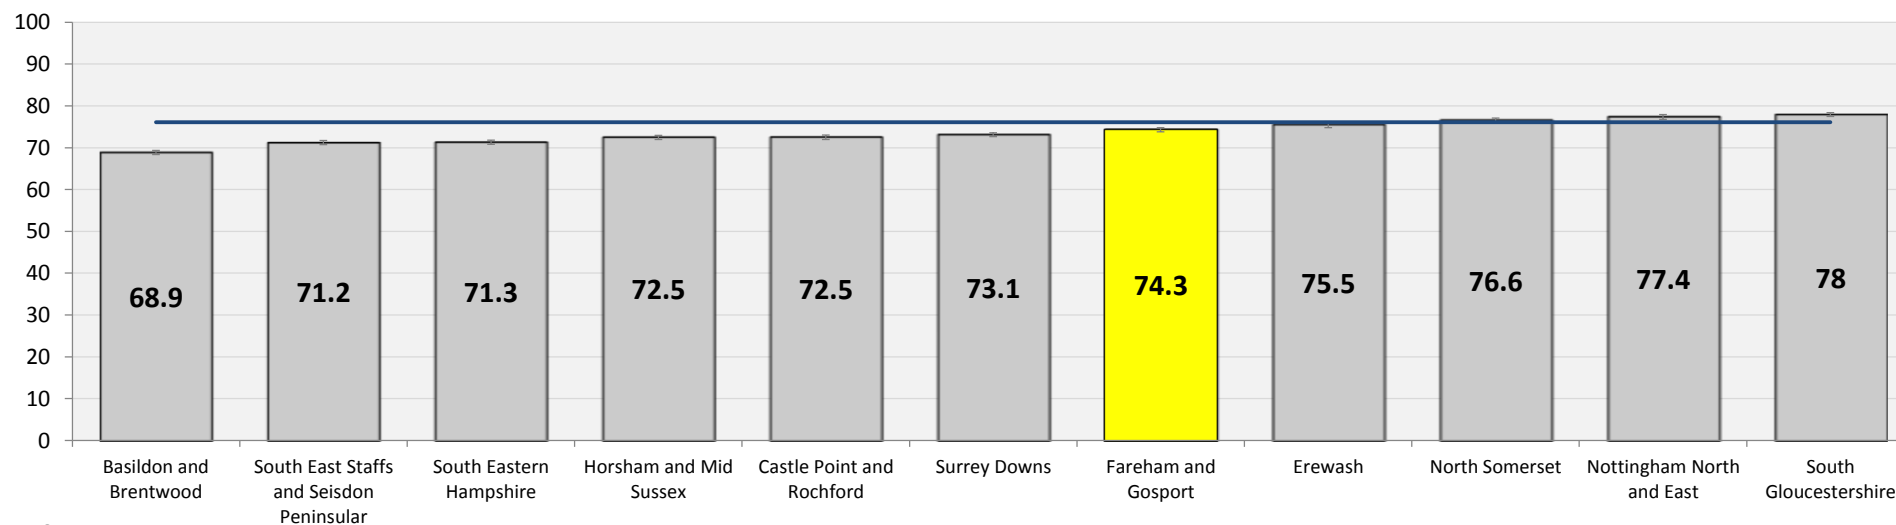 100
90
80
70
60
50
40
30
20
10
0
68.9
71.2
71.3
72.5
72.5
73.1
74.3
75.5
76.6
77.4
78
Basildon and
Brentwood
South East Staffs
and Seisdon
Peninsular
South Eastern
Hampshire
Horsham and Mid
Sussex
Castle Point and
Rochford
Surrey Downs
Fareham and
Gosport
Erewash
North Somerset
Nottingham North
and East
South
Gloucestershire